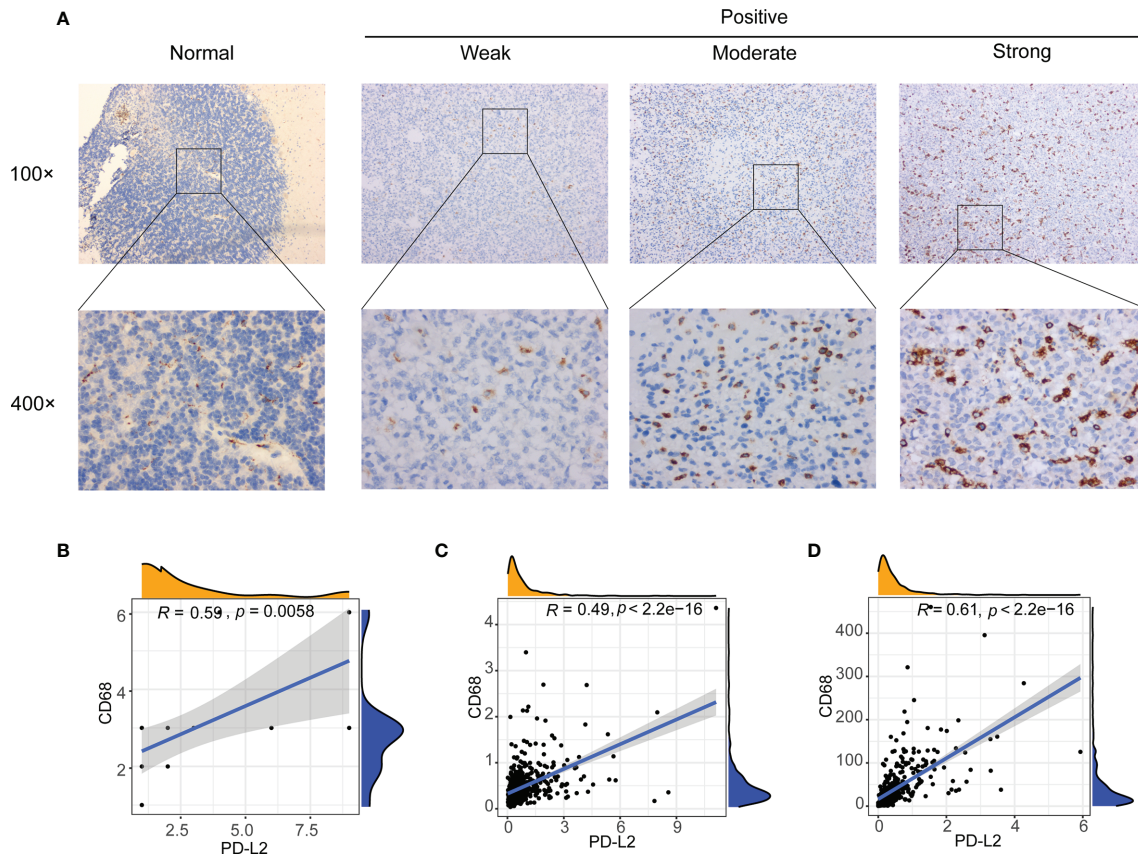 A
Positive
Normal
Weak
Moderate
Strong
100×
400×
B
R = 0.59, p = 0.0058
6
4
2
CD68
2.5
5.0
7.5
PD-L2
C
R = 0.49, p < 2.2e−16
4
3
2
1
0
CD68
0
3
6
9
PD-L2
D
R = 0.61, p < 2.2e−16
400
300
200
100
0
CD68
0
2
4
6
PD-L2